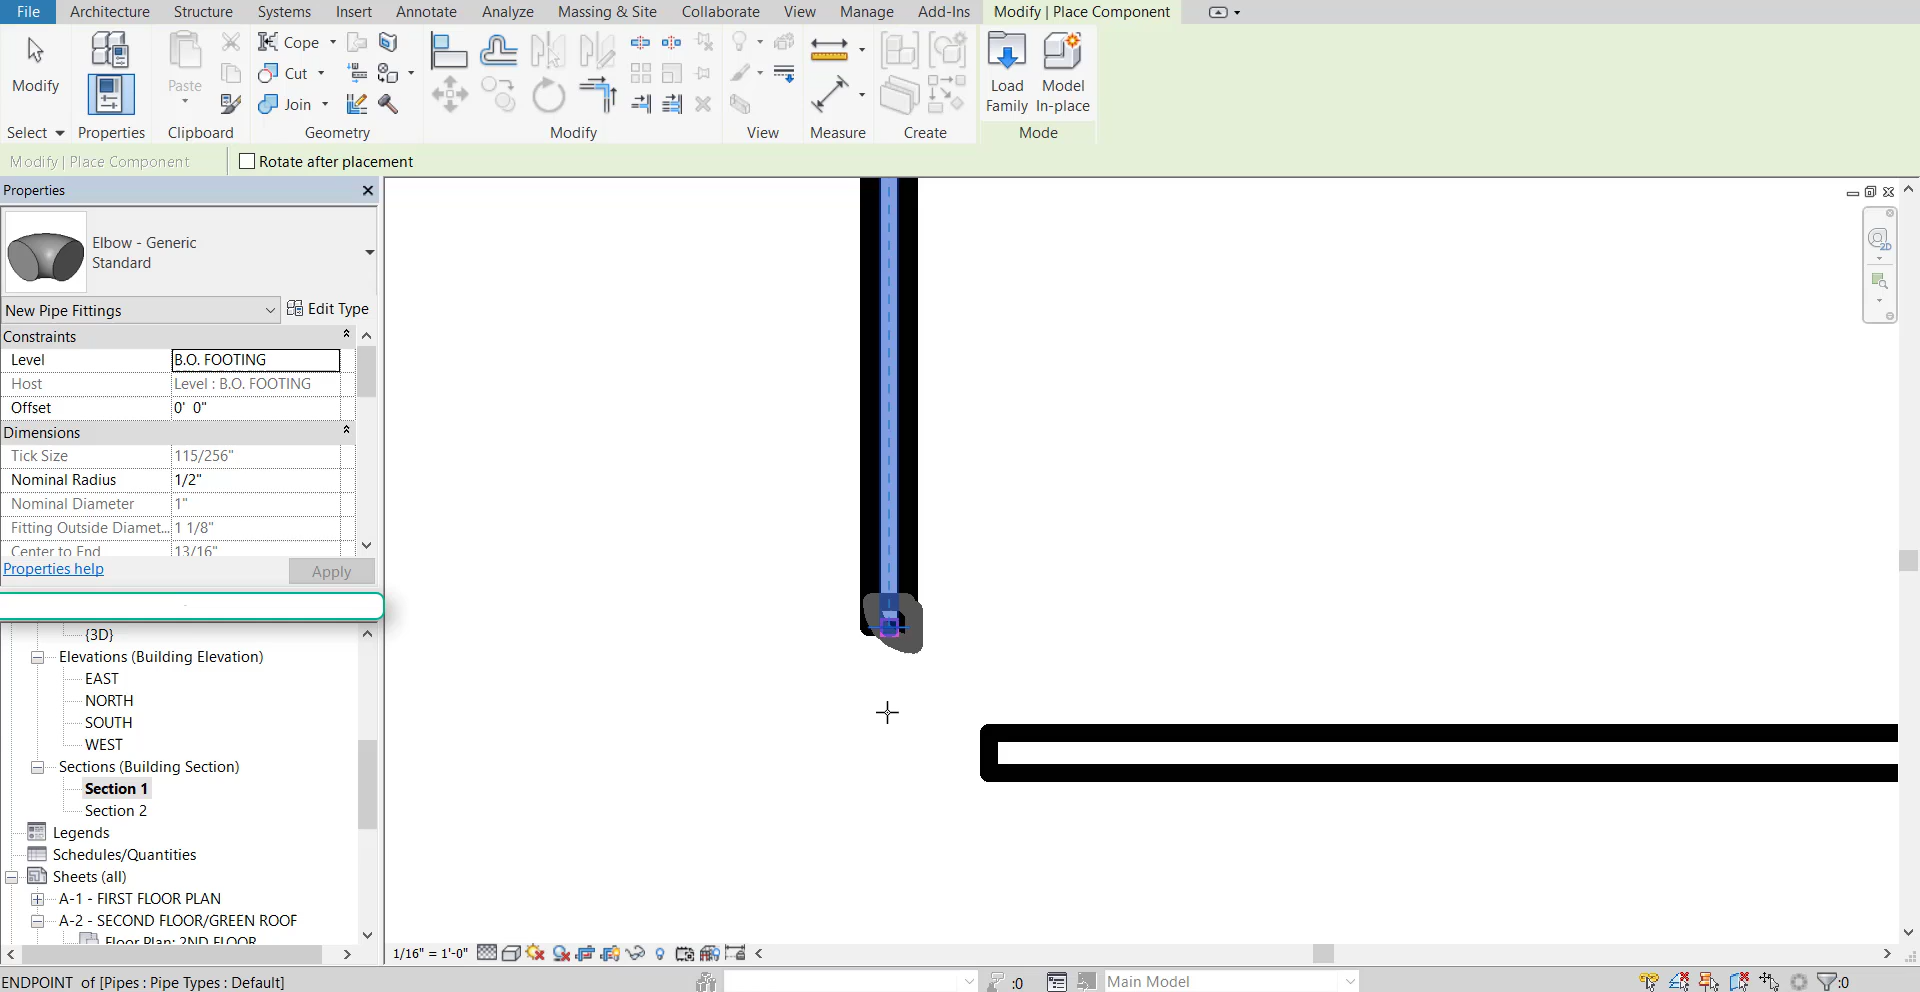 File Architecture Structure Systems Insert Annotate Analyze Massing & Site Collaborate View Manage Add-Ins Modify | Place Component
Modify
Select
Properties
Paste
Clipboard
Cope
Cut
Join
Geometry
Modify
View
Measure
Create
Load Family
Model In-place
Mode
Modify | Place Component
Rotate after placement
Properties
Elbow - Generic
Standard
New Pipe Fittings
Edit Type
Constraints
Level B.O. FOOTING
Host Level : B.O. FOOTING
Offset 0' 0"
Dimensions
Tick Size 115/256"
Nominal Radius 1/2"
Nominal Diameter 1"
Fitting Outside Diamet... 1 1/8"
Center to End 13/16"
Properties help
Apply
{3D}
Elevations (Building Elevation)
EAST
NORTH
SOUTH
WEST
Sections (Building Section)
Section 1
Section 2
Legends
Schedules/Quantities
Sheets (all)
A-1 - FIRST FLOOR PLAN
A-2 - SECOND FLOOR/GREEN ROOF
Floor Plan: 2ND FLOOR
2D
1/16" = 1'-0"
ENDPOINT of [Pipes : Pipe Types : Default]
:0
Main Model
:0